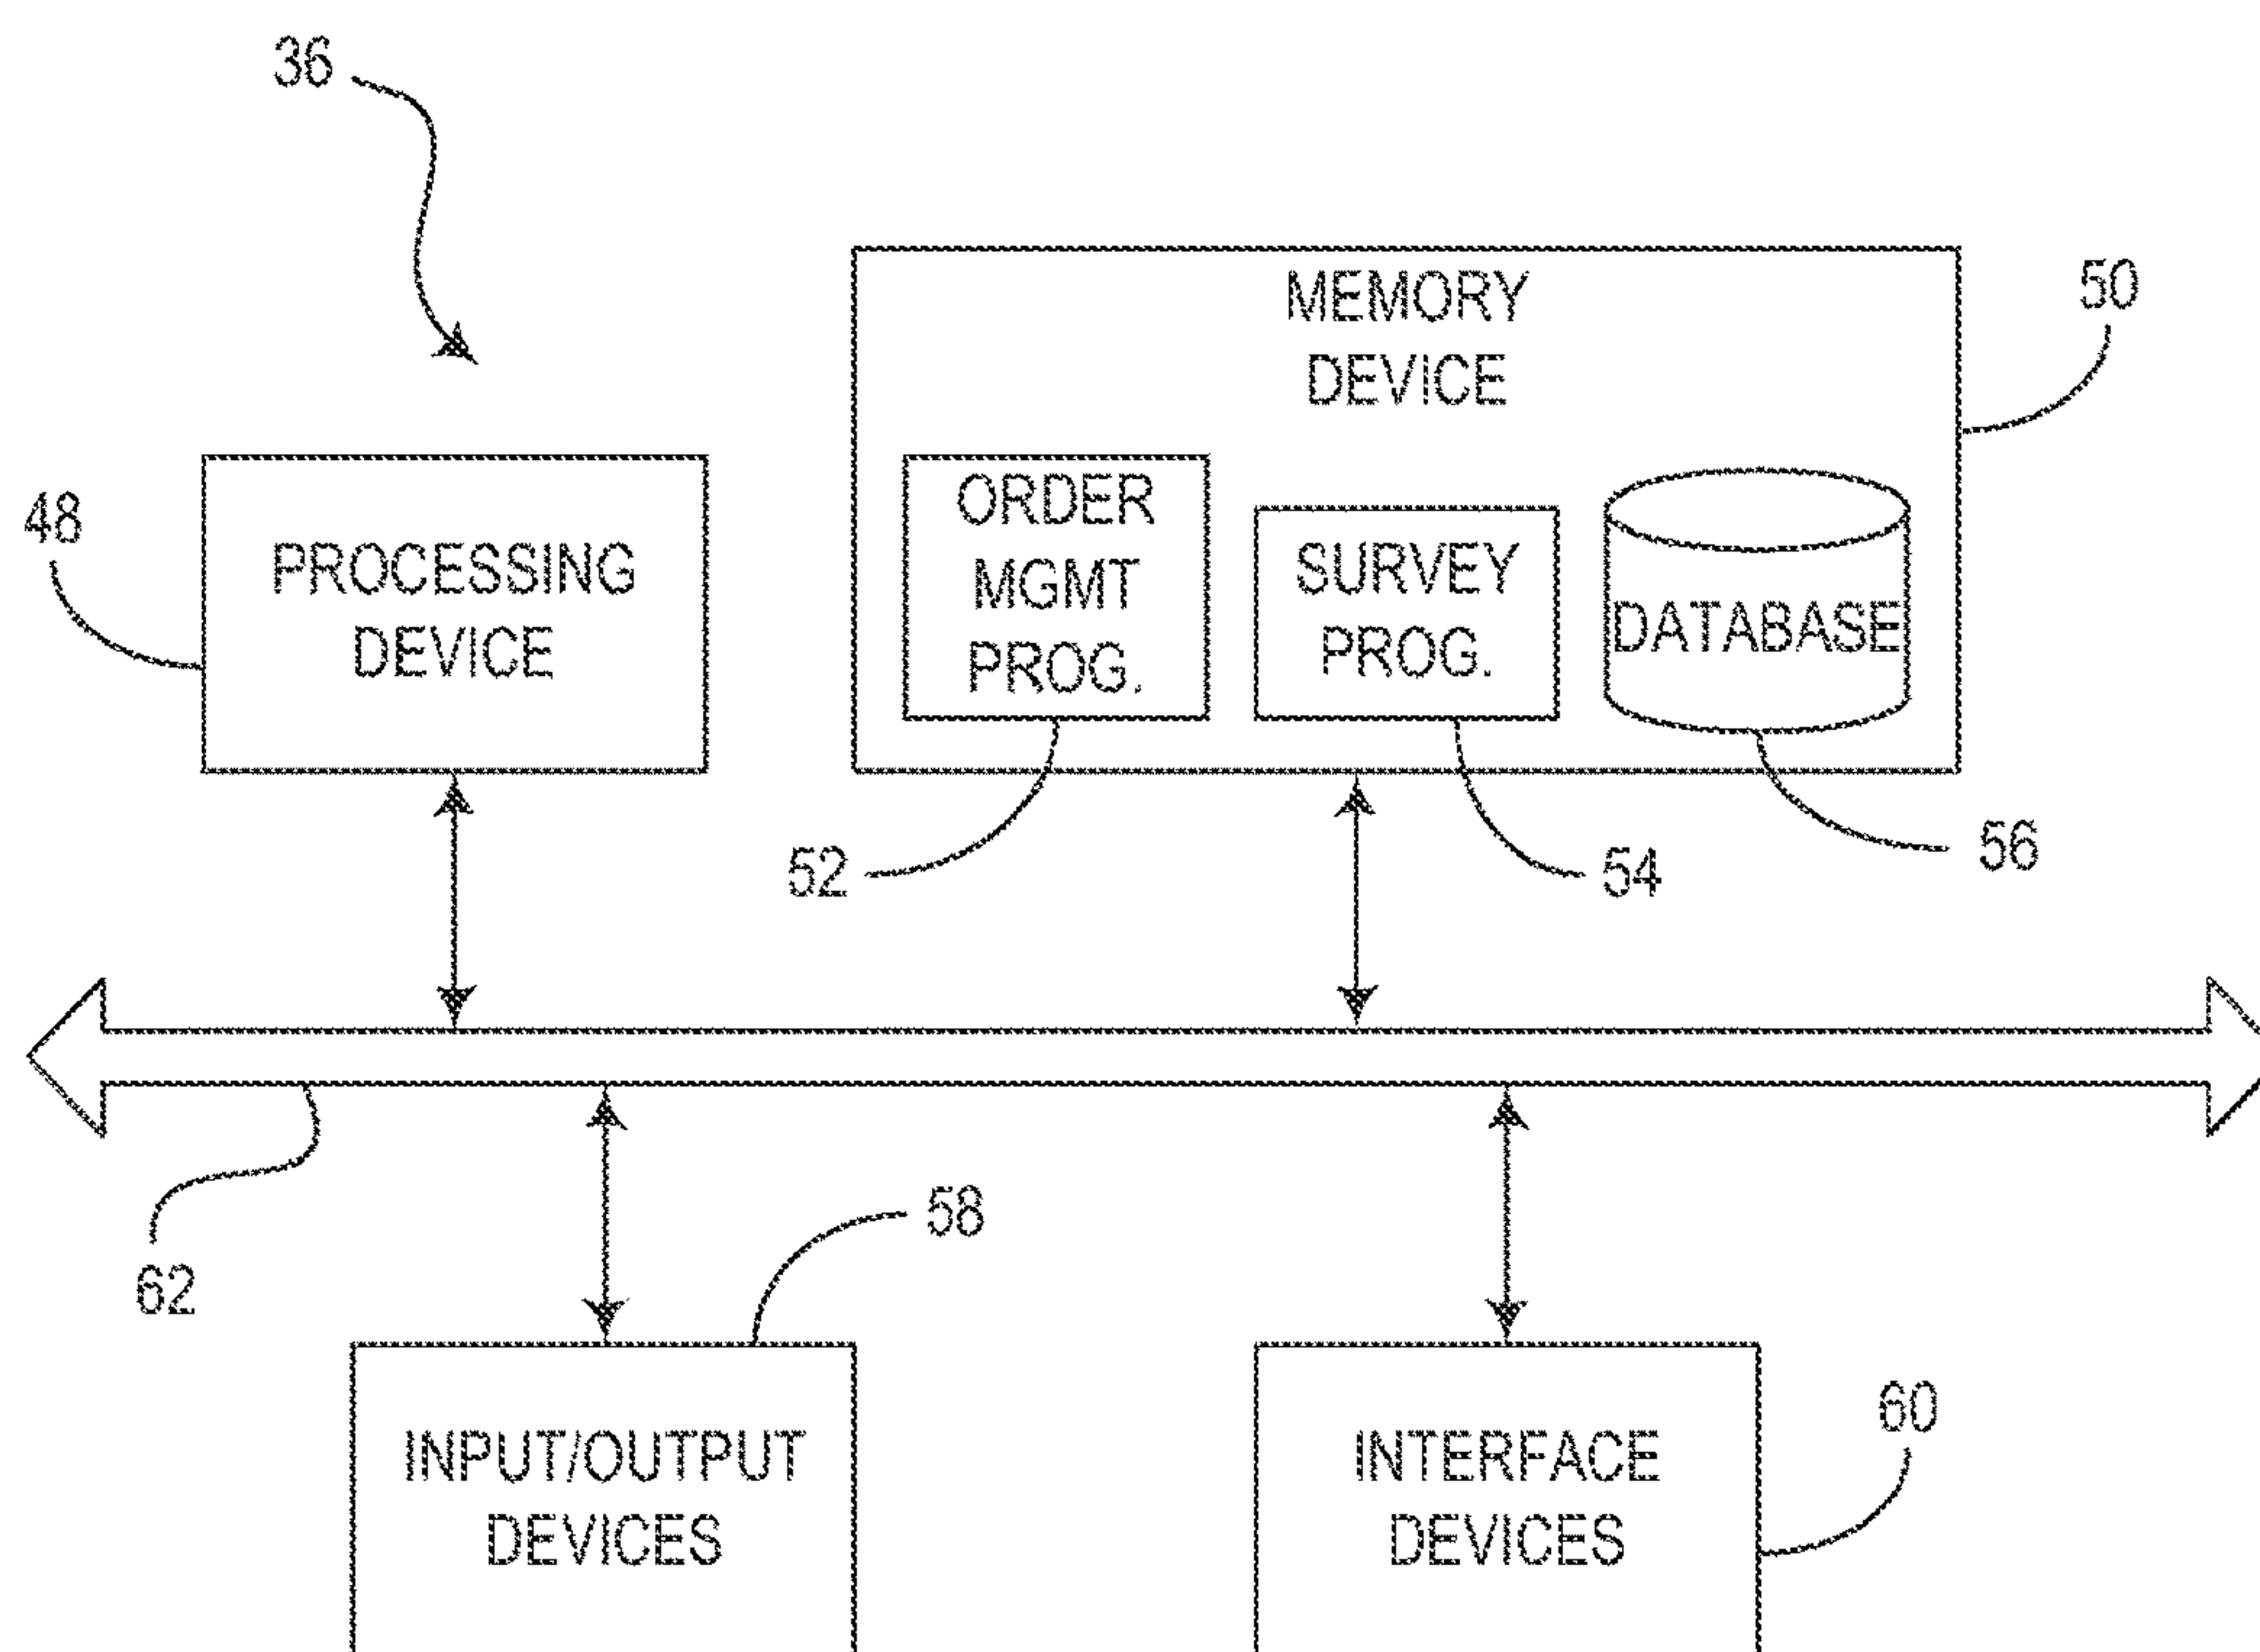 36
MEMORY
DEVICE
50
48
PROCESSING
DEVICE
ORDER
MGMT
PROG.
SURVEY
PROG.
DATABASE
52
54
56
62
58
INPUT/OUTPUT
DEVICES
INTERFACE
DEVICES
60